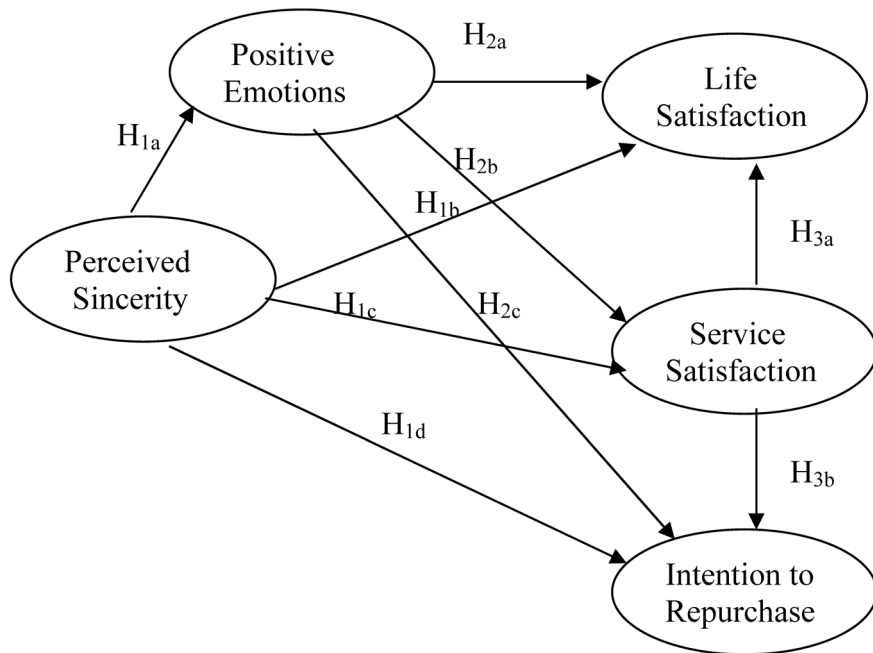 Positive
Emotions
H2a
Life
Satisfaction
H1a
H2b
H1b
H3a
Perceived
Sincerity
H1c
H2c
Service
Satisfaction
H1d
H3b
Intention to
Repurchase